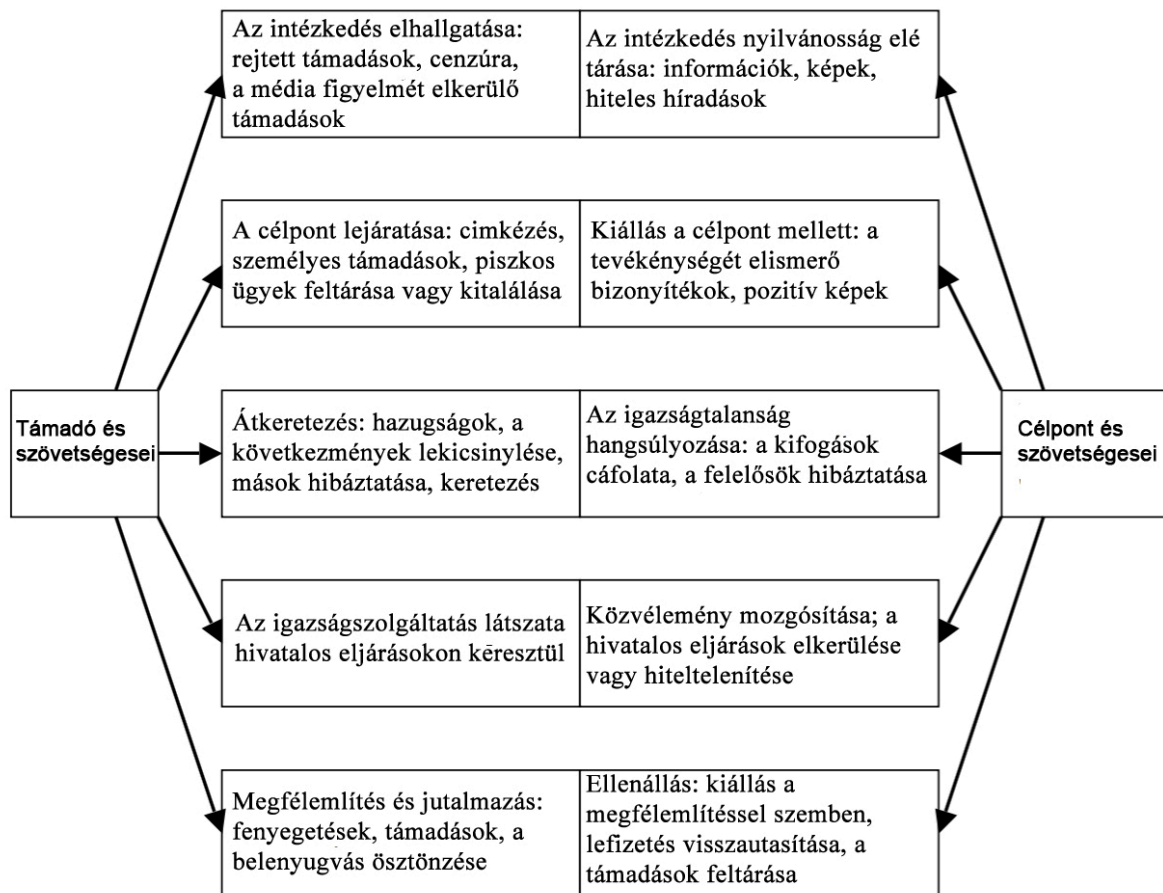 Az intézkedés elhallgatása:
rejtett támadások, cenzúra,
a média figyelmét elkerülő
támadások
Az intézkedés nyilvánosság elé
tárása: információk, képek,
hiteles híradások
A célpont lejáratása: cimkézés,
személyes támadások, piszkos
ügyek feltárása vagy kitalálása
Kiállás a célpont mellett: a
tevékénységét elismerő
bizonyítékok, pozitív képek
Támadó és
szövetségesei
Átkeretezés: hazugságok, a
következmények lekicsinylése,
mások hibáztatása, keretezés
Az igazságtalanság
hangsúlyozása: a kifogások
cáfolata, a felelősök hibáztatása
Célpont és
szövetségesei
Az igazságszolgáltatás látszata
hivatalos eljárásokon keresztül
Közvélemény mozgósítása; a
hivatalos eljárások elkerülése
vagy hiteltelenítése
Megfélemlítés és jutalmazás:
fenyegetések, támadások, a
belenyugvás ösztönzése
Ellenállás: kiállás a
megfélemlítéssel szemben,
lefizetés visszautasítása, a
támadások feltárása